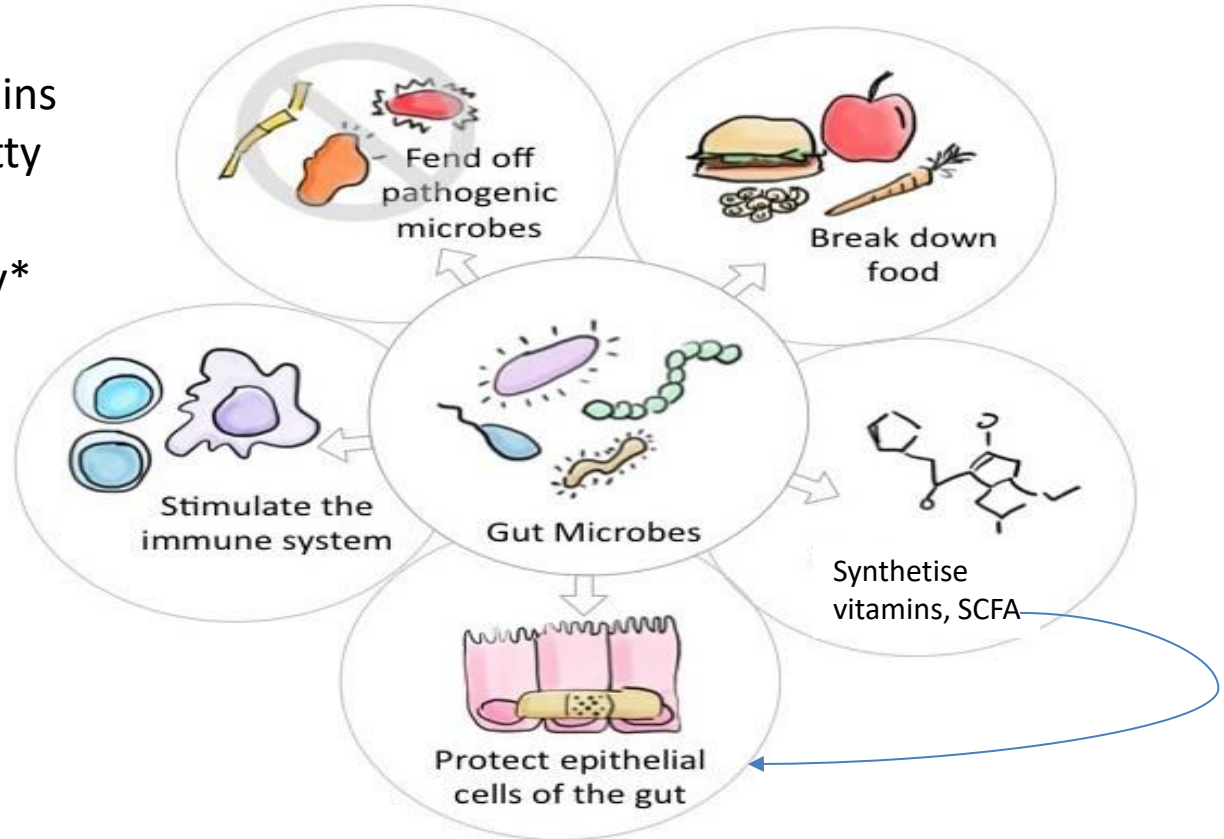 ins
tty
y*
Fend off
pathogenic
microbes
Break down
food
Stimulate the
immune system
Gut Microbes
Synthetise
vitamins, SCFA
Protect epithelial
cells of the gut